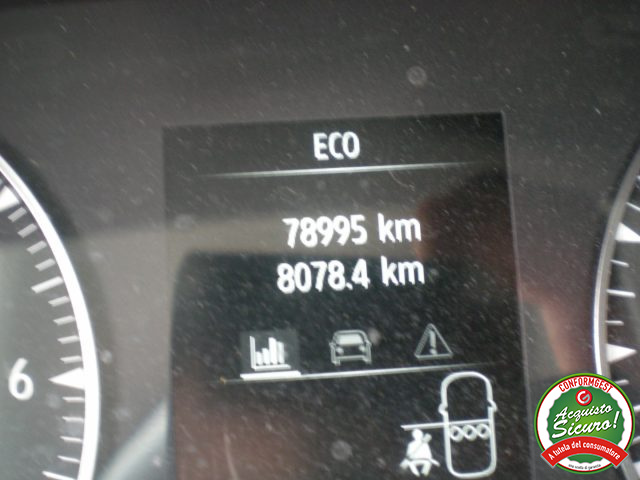 ECO
78995 km
8078.4 km
6
CONFORMGEST
Acquisto
Sicuro!
A tutela del consumatore